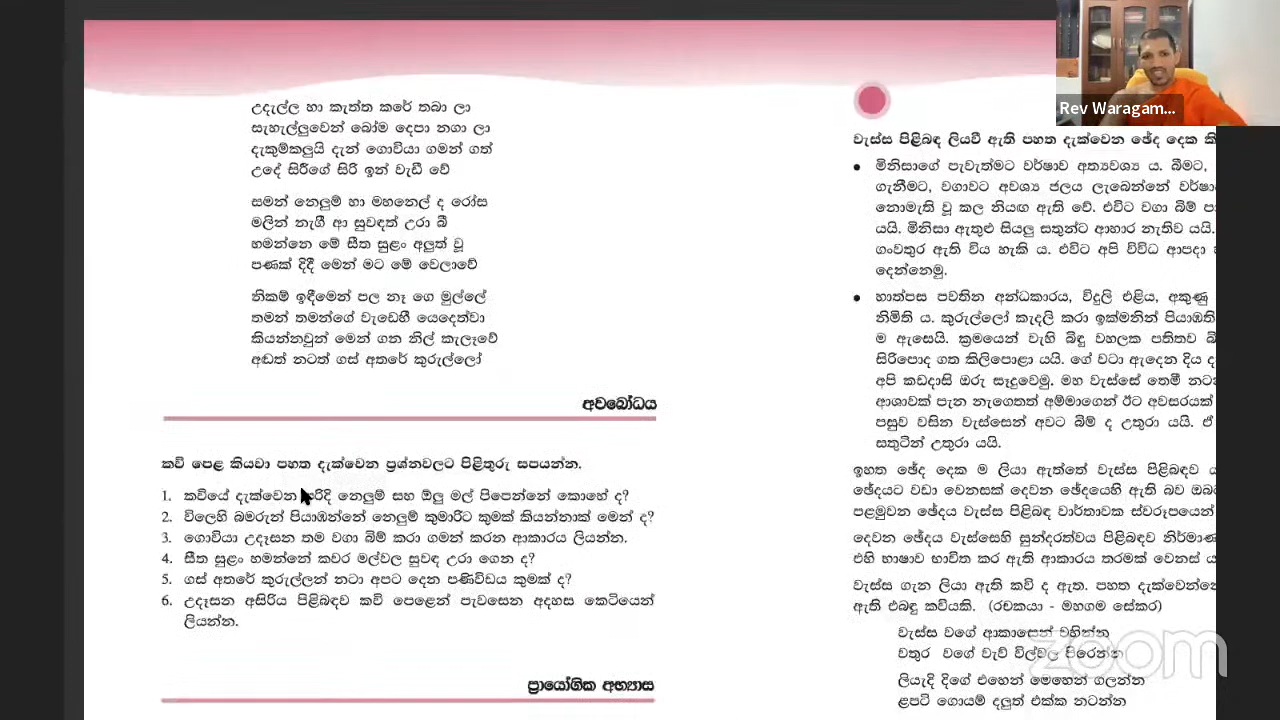 උදැල්ල හා කැත්ත කරේ තබා ලා
සැහැල්ලුවෙන් බෝම දෙපා නගා ලා
දැකුම්කලුයි දැන් ගොවියා ගමන් ගත්
උදේ සිරීගේ සිරි ඉන් වැඩී වේ
සමන් නෙලුම් හා මහනෙල් ද රෝස
මලින් නැගී ආ සුවඳත් උරා බී
හමන්නෙ මේ සීත සුළං අලුත් වූ
පණක් දිදී මෙන් මට මේ වෙලාවේ
නිකම් ඉඳීමෙන් පල නෑ ගෙ මුල්ලේ
තමන් තමන්ගේ වැඩෙහී යෙදෙත්වා
කියන්නවුන් මෙන් ගන නිල් කැලෑවේ
අඬත් නටත් ගස් අතරේ කුරුල්ලෝ
අවබෝධය
කවි පෙළ කියවා පහත දැක්වෙන ප්‍රශ්නවලට පිළිතුරු සපයන්න.
1. කවියේ දැක්වෙන පරිදි නෙලුම් සහ ඕලු මල් පිපෙන්නේ කොහේ ද?
2. විලෙහි බමරුන් පියාඹන්නේ නෙලුම් කුමාරිට කුමක් කියන්නාක් මෙන් ද?
3. ගොවියා උදෑසන තම වගා බිම් කරා ගමන් කරන ආකාරය ලියන්න.
4. සීත සුළං හමන්නේ කවර මල්වල සුවඳ උරා ගෙන ද?
5. ගස් අතරේ කුරුල්ලන් නටා අපට දෙන පණිවිඩය කුමක් ද?
6. උදෑසන අසිරිය පිළිබඳව කවි පෙළෙන් පැවසෙන අදහස කෙටියෙන්
ලියන්න.
ප්‍රායෝගික අභ්‍යාස
Rev Waragam...
වැස්ස පිළිබඳ ලියවී ඇති පහත දැක්වෙන ඡේද දෙක කි
• මිනිසාගේ පැවැත්මට වර්ෂාව අත්‍යවශ්‍ය ය. බීමට,
ගැනීමට, වගාවට අවශ්‍ය ජලය ලැබෙන්නේ
නොමැති වූ කල නියඟ ඇති වේ. එවිට වගා බිම්
යයි. මිනිසා ඇතුළු සියලු සතුන්ට ආහාර නැතිව යයි.
ගංවතුර ඇති විය හැකි ය. එවිට අපි විවිධ ආපදා
දෙන්නෙමු.
• හාත්පස පවතින අන්ධකාරය, විදුලි එළිය, අකුණු
නිමිති ය. කුරුල්ලෝ කැදලි කරා ඉක්මනින් පියාඹති
ම ඇසෙයි. ක්‍රමයෙන් වැහි බිඳු වහලක පතිතව
සිරිපොද ගත කිලිපොළා යයි. ගේ වටා ඇදෙන දිය
අපි කඩදාසි ඔරු සෑදුවෙමු. මහ වැස්සේ තෙමී
ආශාවක් පැන නැගෙතත් අම්මාගෙන් ඊට අවසරයක්
පසුව වසින වැස්සෙන් අවට බිම් ද උතුරා යයි. ඒ
සතුටින් උතුරා යයි.
ඉහත ඡේද දෙක ම ලියා ඇත්තේ වැස්ස පිළිබඳව
ඡේදයට වඩා වෙනසක් දෙවන ඡේදයෙහි ඇති බව
පළමුවන ඡේදය වැස්ස පිළිබඳ වාර්තාවක ස්වරූපයෙන්
දෙවන ඡේදය වැස්සෙහි සුන්දරත්වය පිළිබඳව
එහි භාෂාව භාවිත කර ඇති ආකාරය තරමක් වෙනස්
වැස්ස ගැන ලියා ඇති කවි ද ඇත. පහත දැක්වෙන්නෙ
ඇති එබඳු කවියකි. (රචකයා - මහගම සේකර)
වැස්ස වගේ ආකාසෙන් වහින්න
වතුර වගේ වැව් විල්වල පිරෙන්න
ලියැදි දිගේ එහෙන් මෙහෙන් ගලන්න
ළපටි ගොයම් දලුත් එක්ක නටන්න
zoom